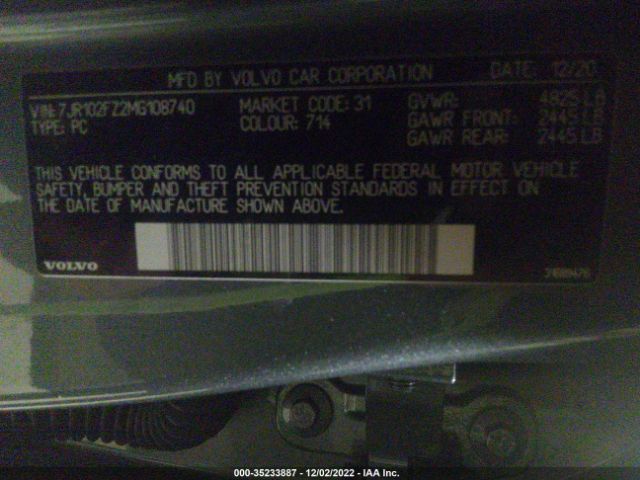 MFD BY VOLVO CAR CORPORATION DATE: 12/20
VIN: 7JR102FZ2MG108740 MARKET CODE: 31 GVWR: 4825 LB
TYPE: PC COLOUR: 714 GAWR FRONT: 2445 LB
GAWR REAR: 2445 LB
THIS VEHICLE CONFORMS TO ALL APPLICABLE FEDERAL MOTOR VEHICLE
SAFETY, BUMPER AND THEFT PREVENTION STANDARDS IN EFFECT ON
THE DATE OF MANUFACTURE SHOWN ABOVE.
VOLVO
000-35233887 - 12/02/2022 - IAA Inc.